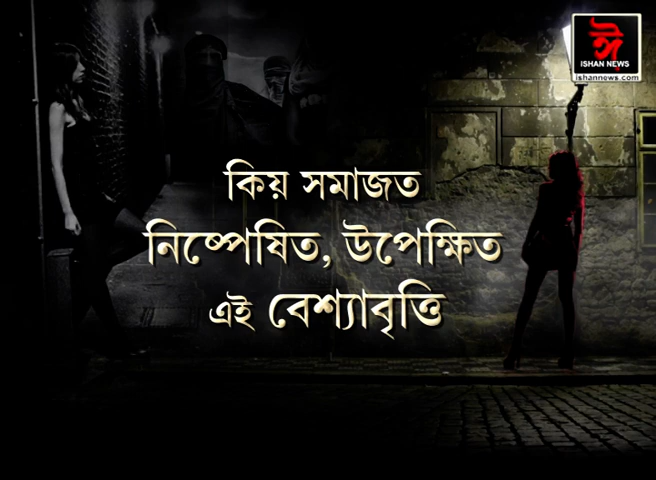 ঈ
ISHAN NEWS
ishannews.com
কিয় সমাজত
নিষ্পেষিত, উপেক্ষিত
এই বেশ্যাবৃত্তি